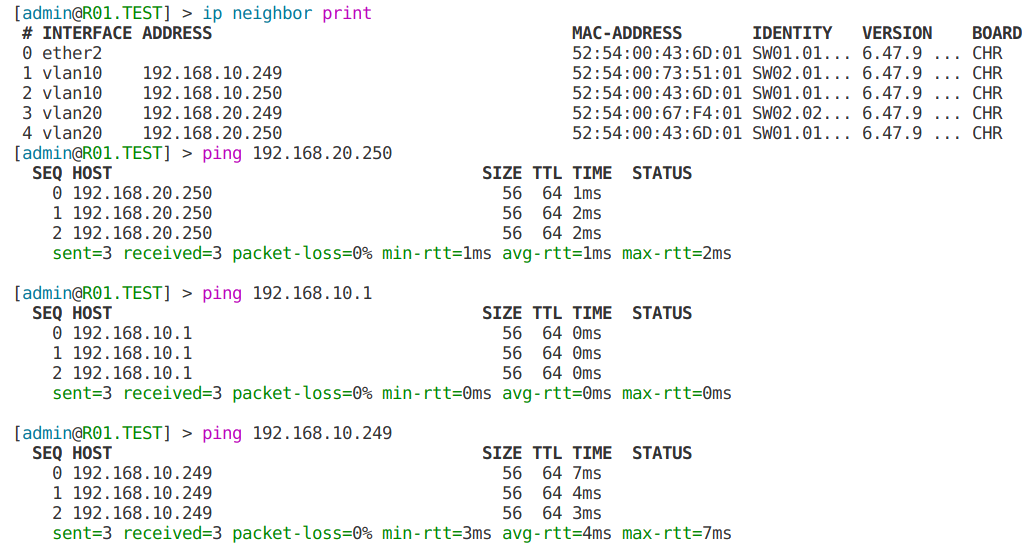 [admin@R01.TEST] > ip neighbor print
# INTERFACE ADDRESS MAC-ADDRESS IDENTITY VERSION BOARD
0 ether2 52:54:00:43:6D:01 SW01.01... 6.47.9 ... CHR
1 vlan10 192.168.10.249 52:54:00:73:51:01 SW02.01... 6.47.9 ... CHR
2 vlan10 192.168.10.250 52:54:00:43:6D:01 SW01.01... 6.47.9 ... CHR
3 vlan20 192.168.20.249 52:54:00:67:F4:01 SW02.02... 6.47.9 ... CHR
4 vlan20 192.168.20.250 52:54:00:43:6D:01 SW01.01... 6.47.9 ... CHR
[admin@R01.TEST] > ping 192.168.20.250
SEQ HOST SIZE TTL TIME STATUS
0 192.168.20.250 56 64 1ms
1 192.168.20.250 56 64 2ms
2 192.168.20.250 56 64 2ms
sent=3 received=3 packet-loss=0% min-rtt=1ms avg-rtt=1ms max-rtt=2ms
[admin@R01.TEST] > ping 192.168.10.1
SEQ HOST SIZE TTL TIME STATUS
0 192.168.10.1 56 64 0ms
1 192.168.10.1 56 64 0ms
2 192.168.10.1 56 64 0ms
sent=3 received=3 packet-loss=0% min-rtt=0ms avg-rtt=0ms max-rtt=0ms
[admin@R01.TEST] > ping 192.168.10.249
SEQ HOST SIZE TTL TIME STATUS
0 192.168.10.249 56 64 7ms
1 192.168.10.249 56 64 4ms
2 192.168.10.249 56 64 3ms
sent=3 received=3 packet-loss=0% min-rtt=3ms avg-rtt=4ms max-rtt=7ms